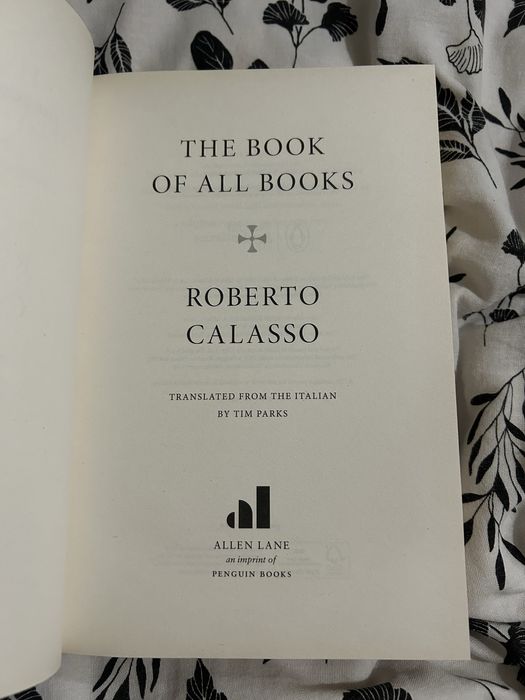 THE BOOK
OF ALL BOOKS
ROBERTO
CALASSO
TRANSLATED FROM THE ITALIAN
BY TIM PARKS
al
ALLEN LANE
an imprint of
PENGUIN BOOKS